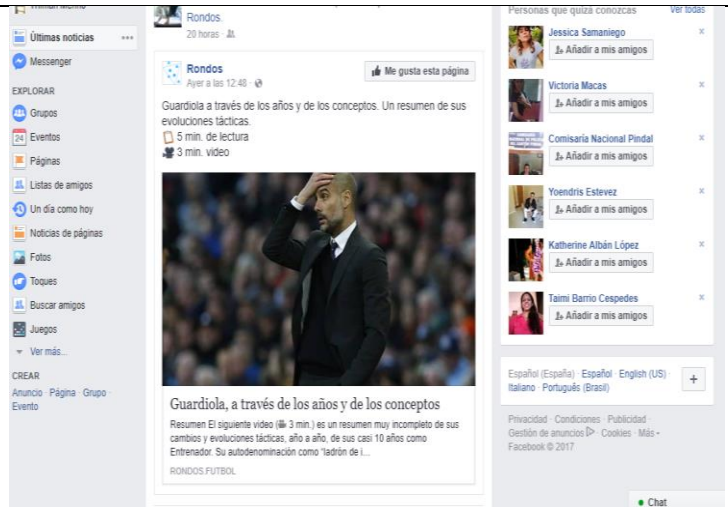 Últimas noticias
Messenger
EXPLORAR
Grupos
24 Eventos
Páginas
Listas de amigos
Un día como hoy
Noticias de páginas
Fotos
Toques
Buscar amigos
Juegos
Ver más...
CREAR
Anuncio · Página · Grupo ·
Evento
Rondos.
20 horas ·
Rondos
Ayer a las 12:48 ·
Me gusta esta página
Guardiola a través de los años y de los conceptos. Un resumen de sus
evoluciones tácticas.
5 min. de lectura
3 min. video
Guardiola, a través de los años y de los conceptos
Resumen El siguiente video ( 3 min.) es un resumen muy incompleto de sus
cambios y evoluciones tácticas, año a año, de sus casi 10 años como
Entrenador. Su autodenominación como "ladrón de i...
RONDOS.FUTBOL
Personas que quizá conozcas
Ver todas
Jessica Samaniego x
Añadir a mis amigos
Victoria Macas x
Añadir a mis amigos
Comisaría Nacional Pindal x
Añadir a mis amigos
Yoendris Estevez x
Añadir a mis amigos
Katherine Albán López x
Añadir a mis amigos
Taimi Barrio Cespedes x
Añadir a mis amigos
Español (España) · Español · English (US) ·
Italiano · Português (Brasil)
+
Privacidad · Condiciones · Publicidad ·
Gestión de anuncios · Cookies · Más
Facebook © 2017
Chat